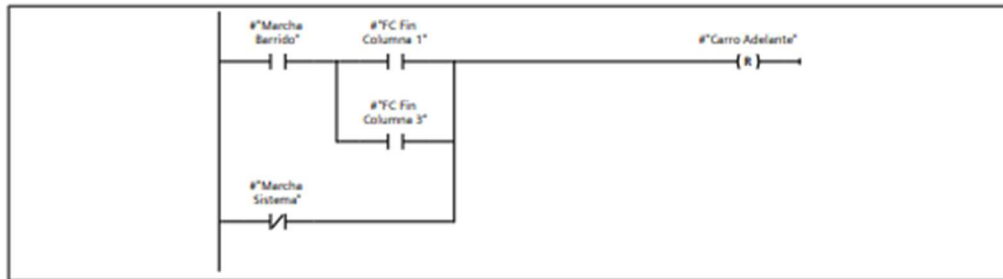 #"Marcha
Barrido"
#"FC Fin
Columna 1"
#"Carro Adelante"
R
#"FC Fin
Columna 3"
#"Marcha
Sistema"